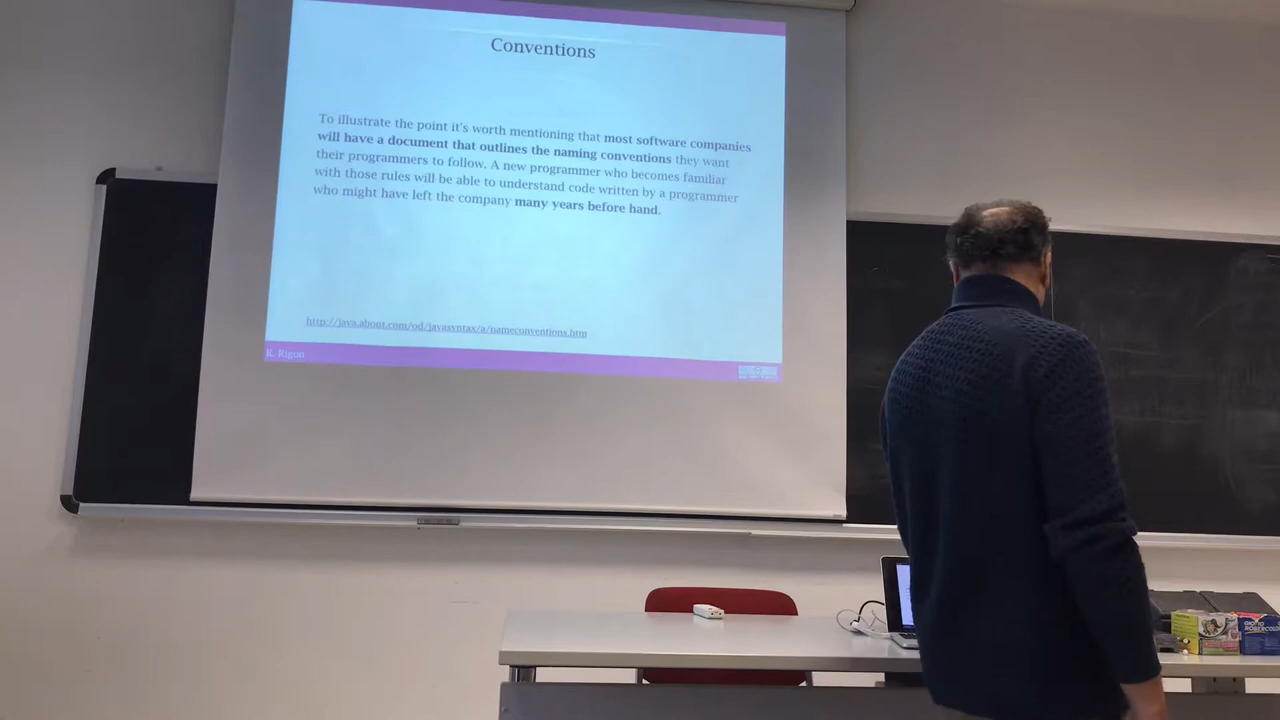 Conventions
To illustrate the point it's worth mentioning that most software companies
will have a document that outlines the naming conventions they want
their programmers to follow. A new programmer who becomes familiar
with those rules will be able to understand code written by a programmer
who might have left the company many years before hand.
http://java.about.com/od/javasyntax/a/nameconventions.htm
K. Rigon
GIOTTO
ROBERCOLOR